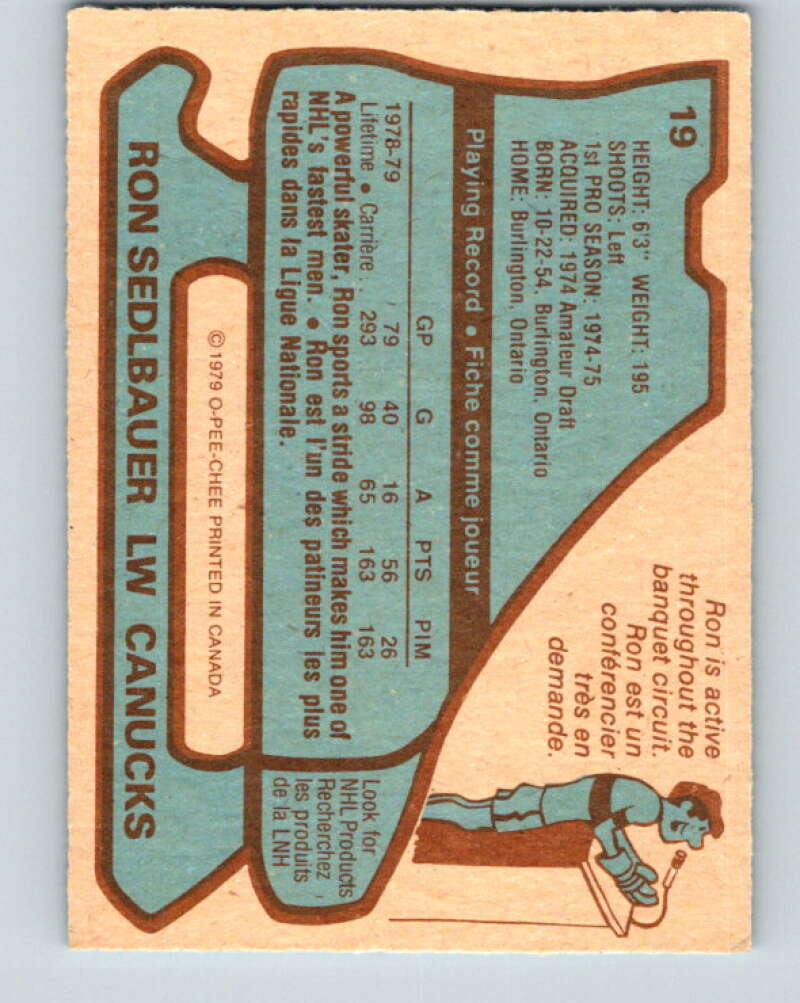 19
HEIGHT: 6'3" WEIGHT: 195
SHOOTS: Left
1st PRO SEASON: 1974-75
ACQUIRED: 1974 Amateur Draft
BORN: 10-22-54, Burlington, Ontario
HOME: Burlington, Ontario
Ron is active
throughout the
banquet circuit.
Ron est un
conférencier
très en
demande.
Playing Record • Fiche comme joueur
GP G A PTS PIM
1978-79 79 40 16 56 26
Lifetime • Carrière 293 98 65 163 163
A powerful skater, Ron sports a stride which makes him one of
NHL's fastest men. • Ron est l'un des patineurs les plus
rapides dans la Ligue Nationale.
Look for
NHL Products
Recherchez
les produits
de la LNH
©1979 O-PEE-CHEE PRINTED IN CANADA
RON SEDLBAUER LW CANUCKS